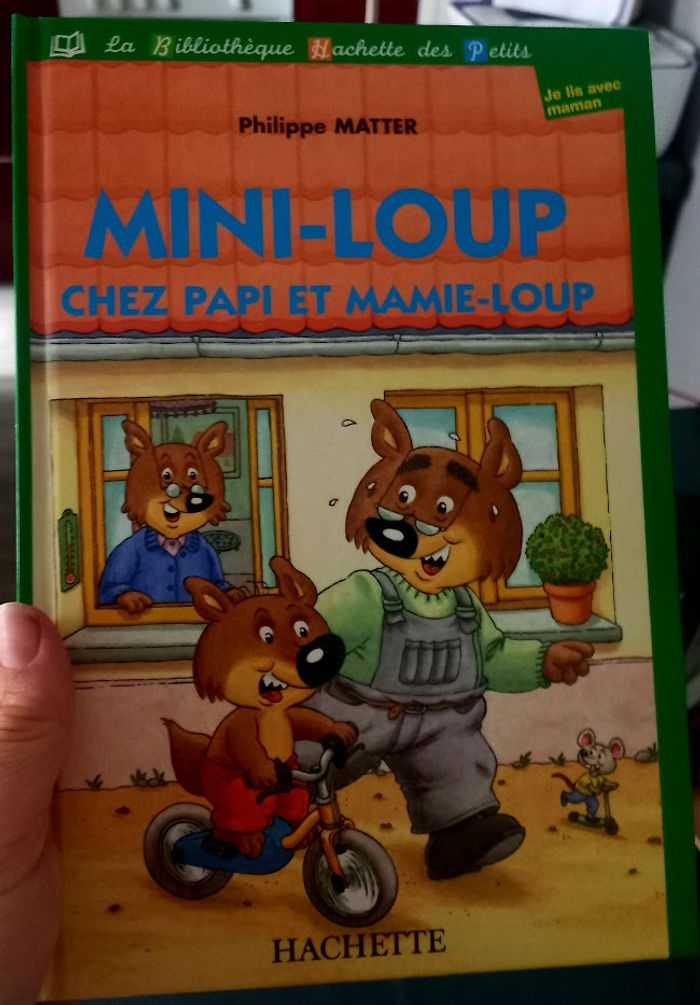 La Bibliothèque Hachette des Petits
Je lis avec
maman
Philippe MATTER
MINI-LOUP
CHEZ PAPI ET MAMIE-LOUP
HACHETTE